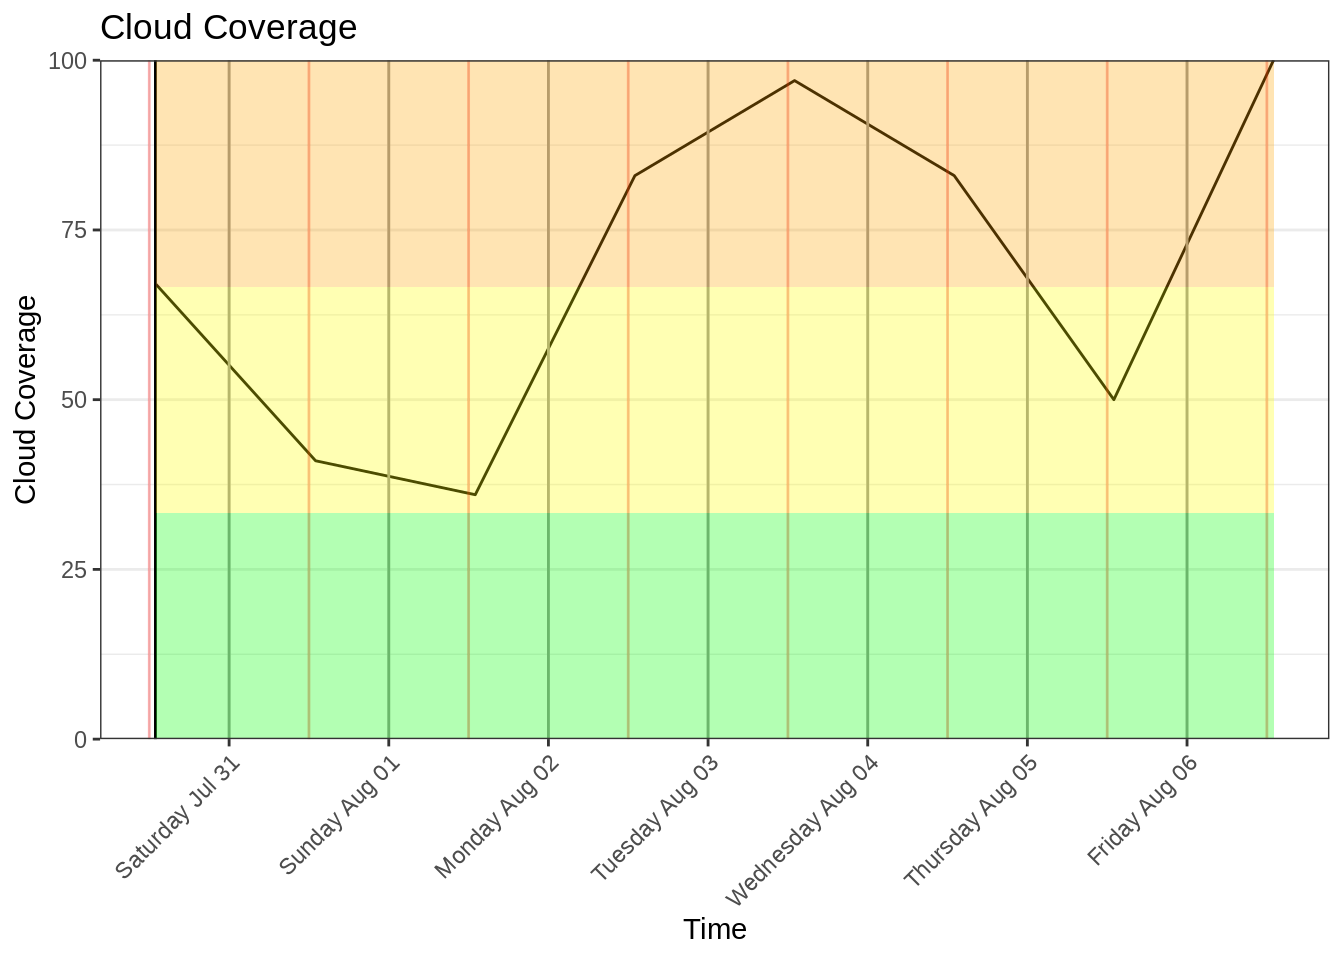 Cloud Coverage
100
75
50
25
0
Cloud Coverage
Saturday Jul 31
Sunday Aug 01
Monday Aug 02
Tuesday Aug 03
Wednesday Aug 04
Thursday Aug 05
Friday Aug 06
Time